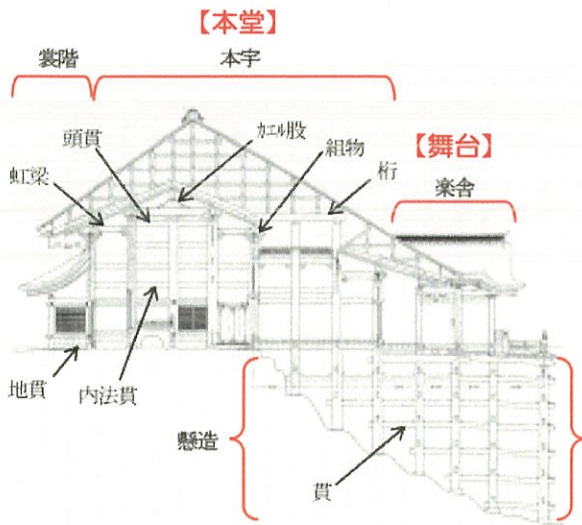 【本堂】
裳階
本宇
頭貫
カエル股
組物
【舞台】
虹梁
桁
楽舎
地貫
内法貫
懸造
貫